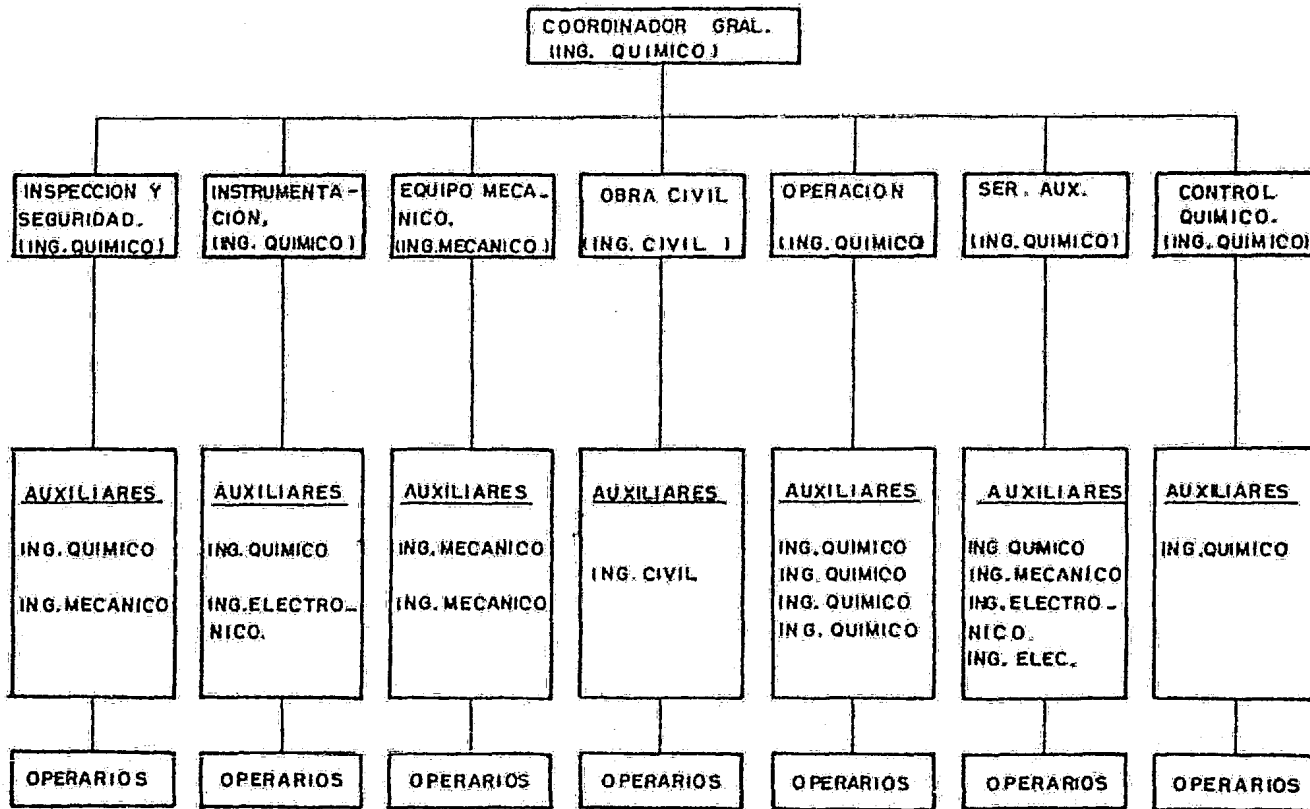 COORDINADOR GRAL.
(ING. QUIMICO)
INSPECCION Y
SEGURIDAD.
(ING. QUIMICO)
INSTRUMENTA-
CIÓN,
(ING. QUIMICO)
EQUIPO MECA-
NICO.
(ING.MECANICO)
OBRA CIVIL
(ING. CIVIL )
OPERACION
(ING.QUIMICO)
SER. AUX.
(ING.QUIMICO)
CONTROL
QUIMICO.
(ING.QUÍMICO)
AUXILIARES
ING.QUIMICO
ING.MECANICO
AUXILIARES
ING.QUIMICO
ING.ELECTRO-
NICO.
AUXILIARES
ING.MECANICO
ING.MECANICO
AUXILIARES
ING. CIVIL
AUXILIARES
ING.QUIMICO
ING.QUIMICO
ING.QUIMICO
ING.QUIMICO
AUXILIARES
ING QUMICO
ING.MECANICO
ING.ELECTRO-
NICO.
ING. ELEC.
AUXILIARES
ING.QUIMICO
OPERARIOS
OPERARIOS
OPERARIOS
OPERARIOS
OPERARIOS
OPERARIOS
OPERARIOS